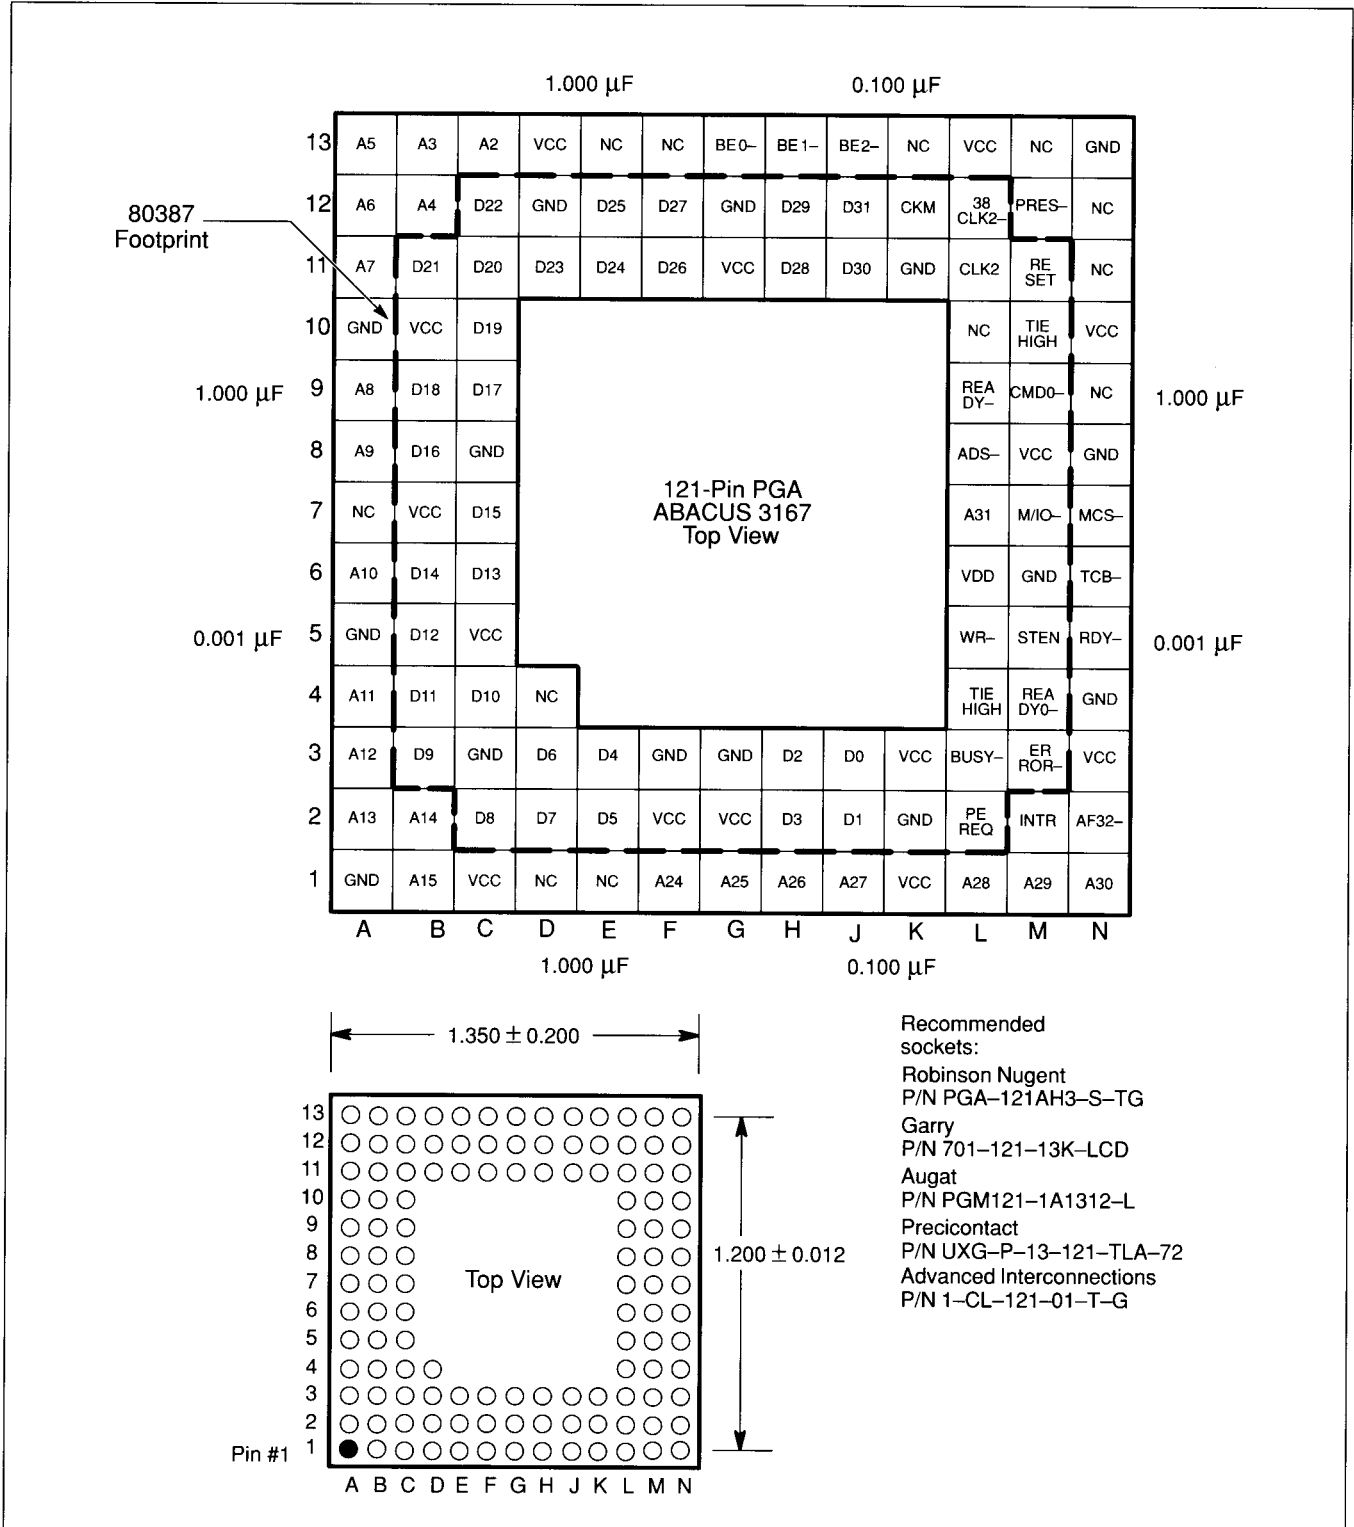 1.000 µF 0.100 µF
13 A5 A3 A2 VCC NC NC BE0– BE1– BE2– NC VCC NC GND
12 A6 A4 D22 GND D25 D27 GND D29 D31 CKM 38 CLK2– PRES– NC
80387
Footprint
11 A7 D21 D20 D23 D24 D26 VCC D28 D30 GND CLK2 RE SET NC
10 GND VCC D19 NC TIE HIGH VCC
1.000 µF 9 A8 D18 D17 REA DY– CMD0– NC 1.000 µF
8 A9 D16 GND ADS– VCC GND
121-Pin PGA
ABACUS 3167
Top View
7 NC VCC D15 A31 M/IO– MCS–
6 A10 D14 D13 VDD GND TCB–
0.001 µF 5 GND D12 VCC WR– STEN RDY– 0.001 µF
4 A11 D11 D10 NC TIE HIGH REA DY0– GND
3 A12 D9 GND D6 D4 GND GND D2 D0 VCC BUSY– ER ROR– VCC
2 A13 A14 D8 D7 D5 VCC VCC D3 D1 GND PE REQ INTR AF32–
1 GND A15 VCC NC NC A24 A25 A26 A27 VCC A28 A29 A30
A B C D E F G H J K L M N
1.000 µF 0.100 µF
1.350 ± 0.200
13
12
11
10
9
8
7
6
5
4
3
2
1
Top View
1.200 ± 0.012
Pin #1
A B C D E F G H J K L M N
Recommended
sockets:
Robinson Nugent
P/N PGA–121AH3–S–TG
Garry
P/N 701–121–13K–LCD
Augat
P/N PGM121–1A1312–L
Precicontact
P/N UXG–P–13–121–TLA–72
Advanced Interconnections
P/N 1–CL–121–01–T–G